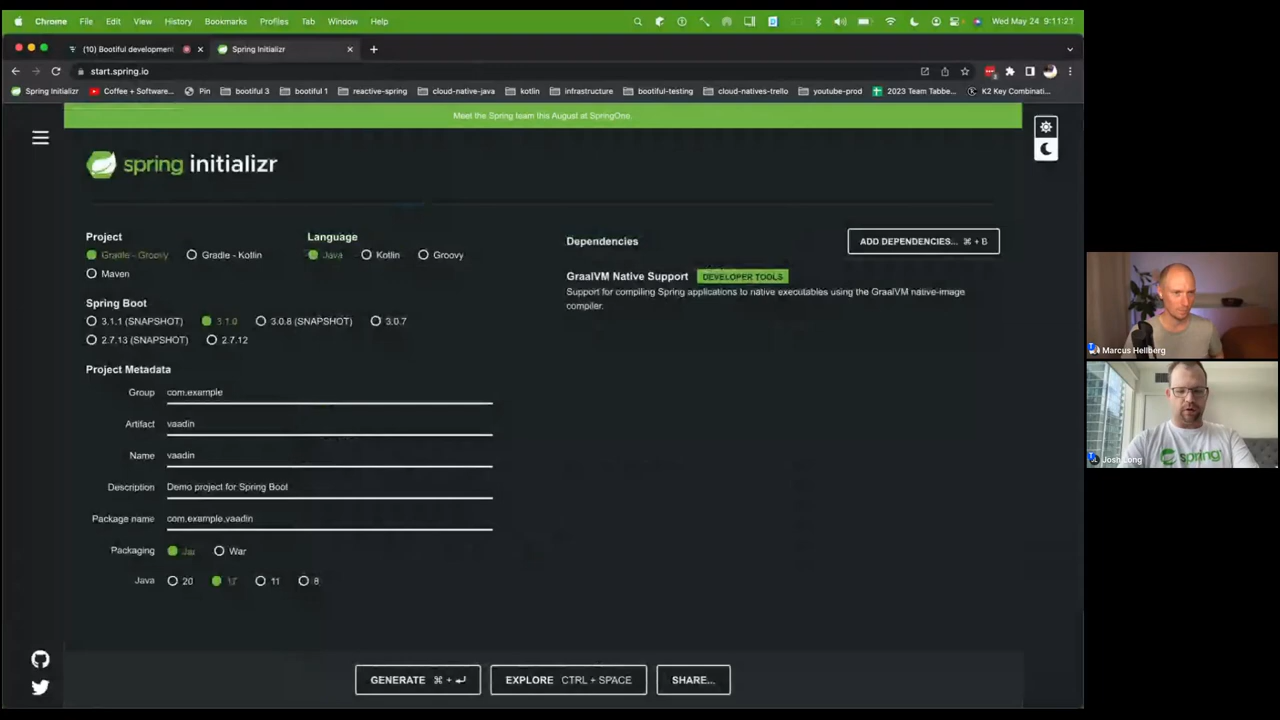 Chrome File Edit View History Bookmarks Profiles Tab Window Help Wed May 24 9:11:21
(10) Bootiful development Spring Initializr
start.spring.io
Spring Initializr Coffee + Software... Pin bootiful 3 bootiful 1 reactive-spring cloud-native-java kotlin infrastructure bootiful-testing cloud-natives-trello youtube-prod 2023 Team Tabbe... K2 Key Combinati...
Meet the Spring team this August at SpringOne.
spring initializr
Project Language
Gradle - Groovy Gradle - Kotlin Java Kotlin Groovy
Maven
Spring Boot
3.1.1 (SNAPSHOT) 3.1.0 3.0.8 (SNAPSHOT) 3.0.7
2.7.13 (SNAPSHOT) 2.7.12
Project Metadata
Group com.example
Artifact vaadin
Name vaadin
Description Demo project for Spring Boot
Package name com.example.vaadin
Packaging Jar War
Java 20 17 11 8
Dependencies ADD DEPENDENCIES... ⌘ + B
GraalVM Native Support DEVELOPER TOOLS
Support for compiling Spring applications to native executables using the GraalVM native-image
compiler.
GENERATE ⌘ + ↵ EXPLORE CTRL + SPACE SHARE...
Marcus Hellberg
spring
Josh Long